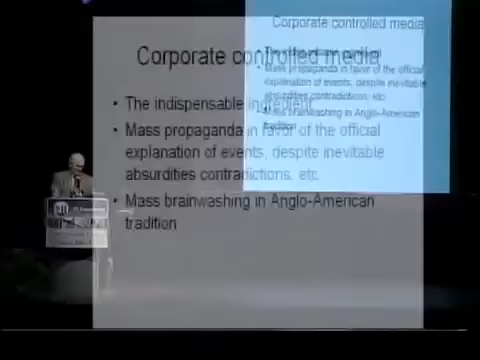 Corporate controlled media
• The indispensable ingredient
• Mass propaganda in favor of the official
explanation of events, despite inevitable
absurdities contradictions, etc.
• Mass brainwashing in Anglo-American
tradition
Corporate controlled media
• Mass propaganda in favor of the official
explanation of events, despite inevitable
absurdities contradictions, etc.
brainwashing in Anglo-American
tradition